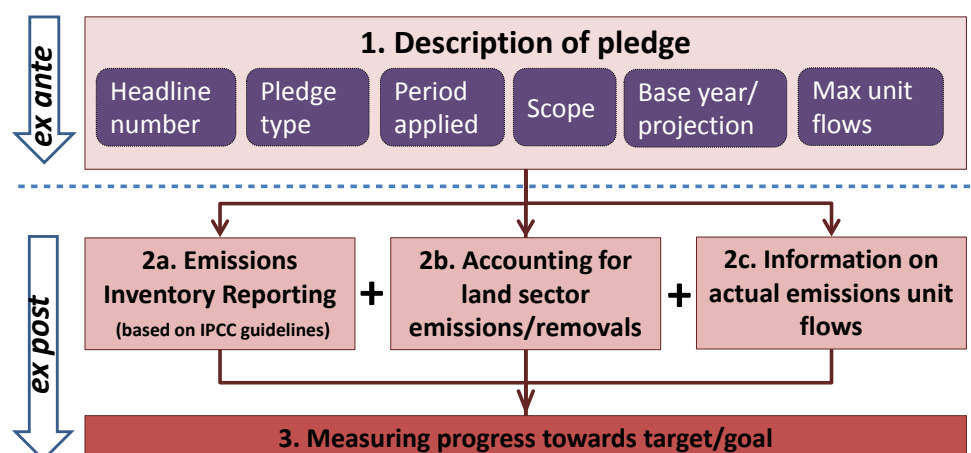 ex ante
1. Description of pledge
Headline
number
Pledge
type
Period
applied
Scope
Base year/
projection
Max unit
flows
ex post
2a. Emissions
Inventory Reporting
(based on IPCC guidelines)
+
2b. Accounting for
land sector
emissions/removals
+
2c. Information on
actual emissions unit
flows
3. Measuring progress towards target/goal